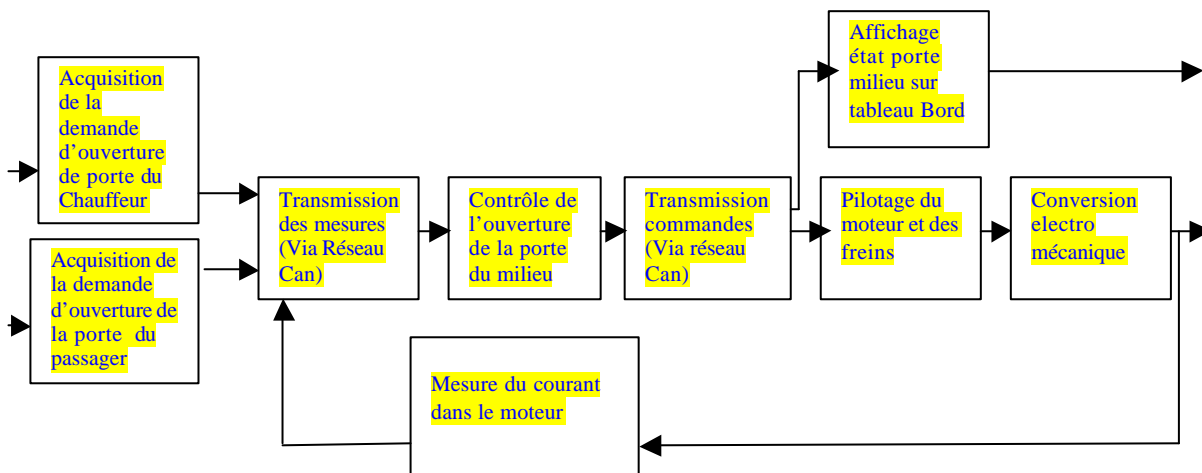 Affichage
état porte
milieu sur
tableau Bord
Acquisition
de la
demande
d'ouverture
de porte du
Chauffeur
Transmission
des mesures
(Via Réseau
Can)
Contrôle de
l'ouverture
de la porte
du milieu
Transmission
commandes
(Via réseau
Can)
Pilotage du
moteur et des
freins
Conversion
electro
mécanique
Acquisition de
la demande
d'ouverture de
la porte du
passager
Mesure du courant
dans le moteur